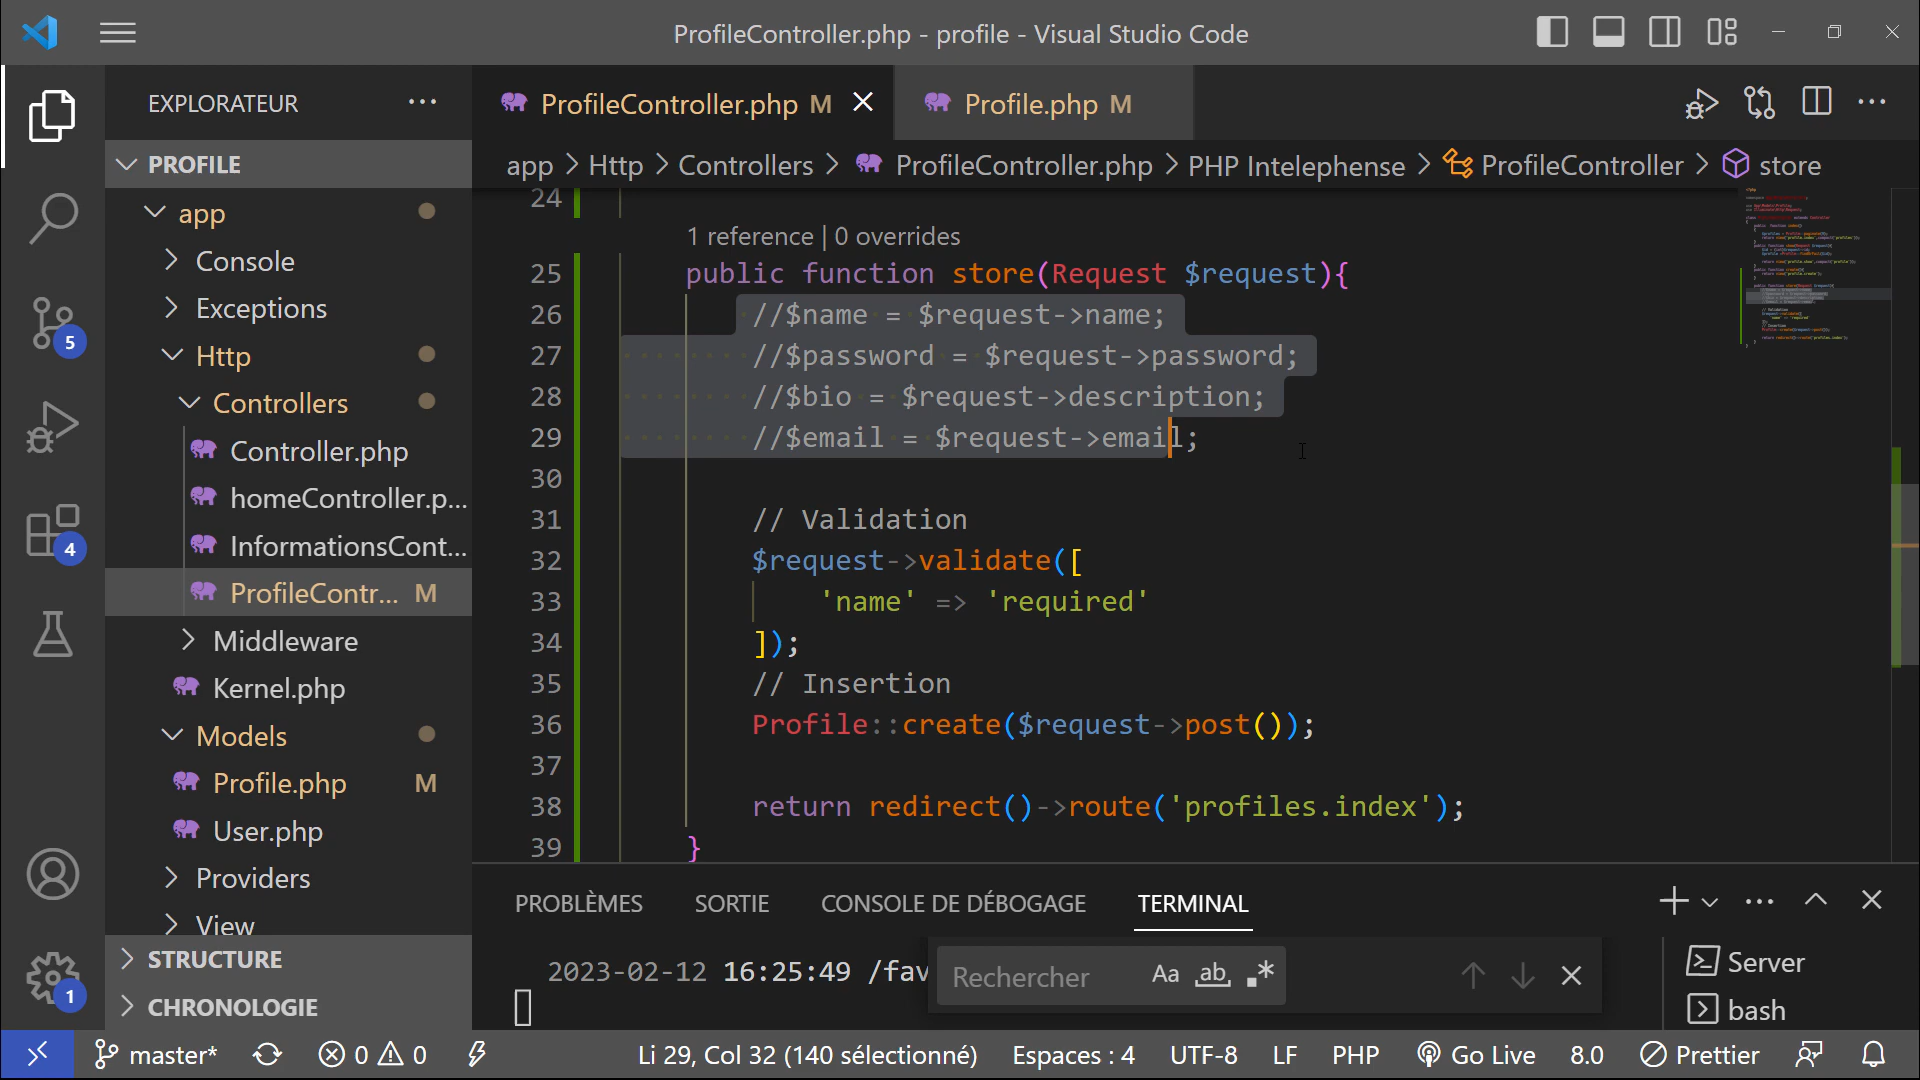 ProfileController.php - profile - Visual Studio Code
EXPLORATEUR
ProfileController.php M
Profile.php M
PROFILE
app > Http > Controllers > ProfileController.php > PHP Intelephense > ProfileController > store
app
Console
Exceptions
Http
Controllers
Controller.php
homeController.p...
InformationsCont...
ProfileContr... M
Middleware
Kernel.php
Models
Profile.php M
User.php
Providers
View
STRUCTURE
CHRONOLOGIE
5
4
1
24
1 reference | 0 overrides
25 public function store(Request $request){
26 //$name = $request->name;
27 //$password = $request->password;
28 //$bio = $request->description;
29 //$email = $request->email;
30
31 // Validation
32 $request->validate([
33 'name' => 'required'
34 ]);
35 // Insertion
36 Profile::create($request->post());
37
38 return redirect()->route('profiles.index');
39 }
PROBLÈMES SORTIE CONSOLE DE DÉBOGAGE TERMINAL
2023-02-12 16:25:49 /fav
Rechercher Aa ab .*
Server
bash
master* 0 0 Li 29, Col 32 (140 sélectionné) Espaces : 4 UTF-8 LF PHP Go Live 8.0 Prettier